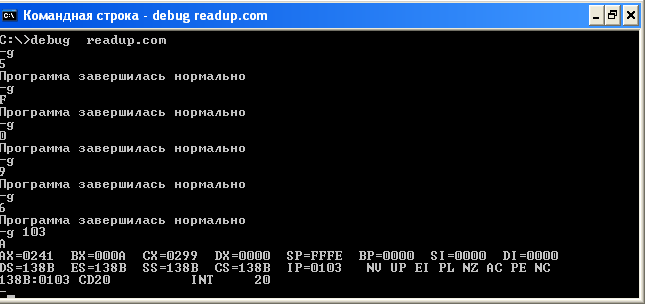 Командная строка - debug readup.com
C:\>debug  readup.com
-g
5
Программа завершилась нормально
-g
F
Программа завершилась нормально
-g
0
Программа завершилась нормально
-g
9
Программа завершилась нормально
-g
6
Программа завершилась нормально
-g 103
A
AX=0241  BX=000A  CX=0299  DX=0000  SP=FFFE  BP=0000  SI=0000  DI=0000
DS=138B  ES=138B  SS=138B  CS=138B  IP=0103   NV UP EI PL NZ AC PE NC
138B:0103 CD20          INT     20
-